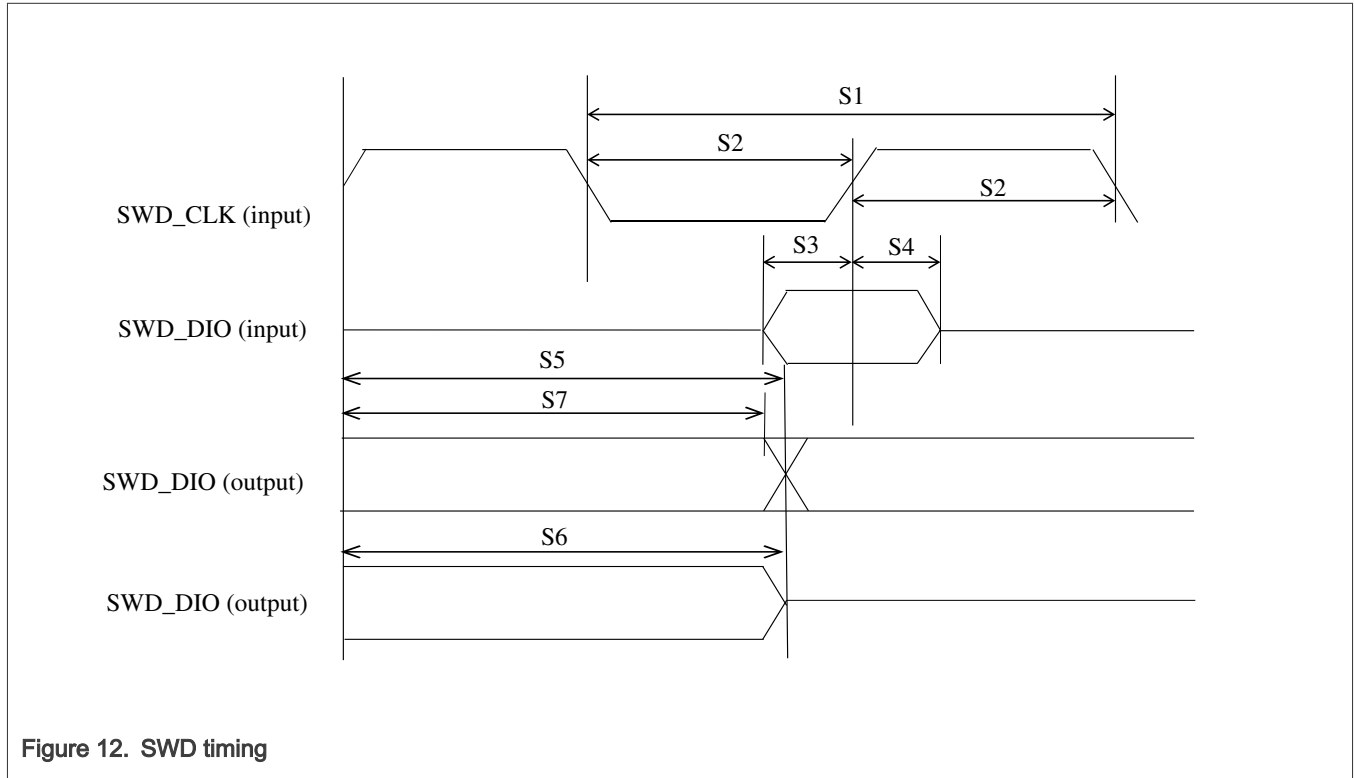 S1
S2
S2
SWD_CLK (input)
S3
S4
SWD_DIO (input)
S5
S7
SWD_DIO (output)
S6
SWD_DIO (output)
Figure 12. SWD timing